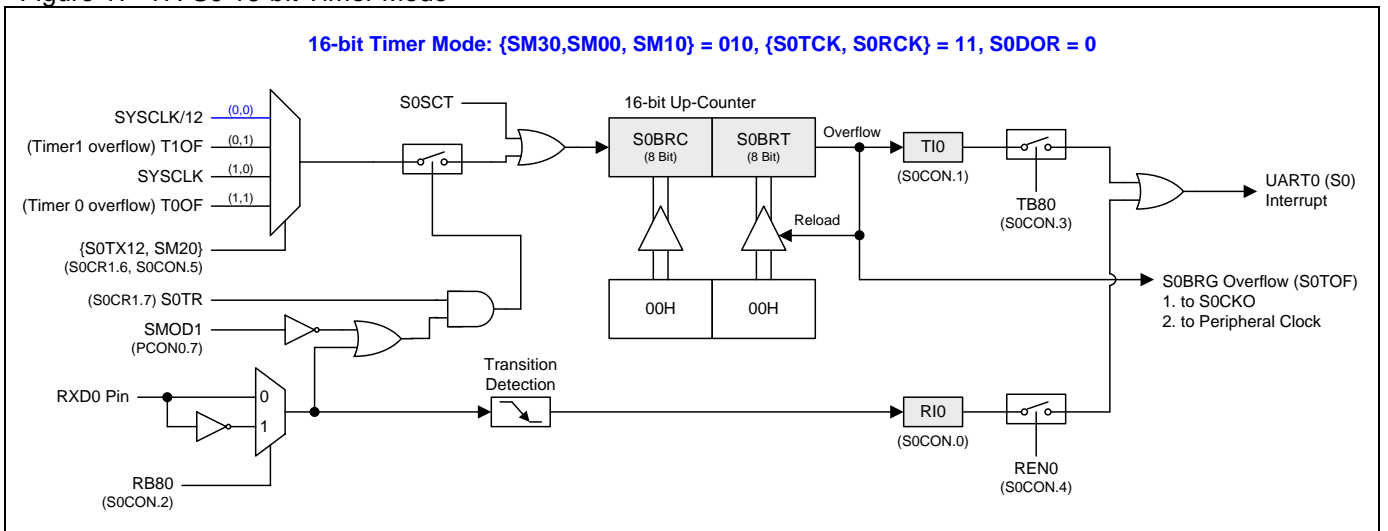 16-bit Timer Mode: {SM30,SM00, SM10} = 010, {S0TCK, S0RCK} = 11, S0DOR = 0
SYSCLK/12
(0,0)
(Timer1 overflow) T1OF
(0,1)
SYSCLK
(1,0)
(Timer 0 overflow) T0OF
(1,1)
{S0TX12, SM20}
(S0CR1.6, S0CON.5)
S0SCT
16-bit Up-Counter
S0BRC
(8 Bit)
S0BRT
(8 Bit)
Overflow
TI0
(S0CON.1)
TB80
(S0CON.3)
UART0 (S0)
Interrupt
Reload
00H
00H
S0BRG Overflow (S0TOF)
1. to S0CKO
2. to Peripheral Clock
(S0CR1.7) S0TR
SMOD1
(PCON0.7)
RXD0 Pin
0
1
RB80
(S0CON.2)
Transition
Detection
RI0
(S0CON.0)
REN0
(S0CON.4)